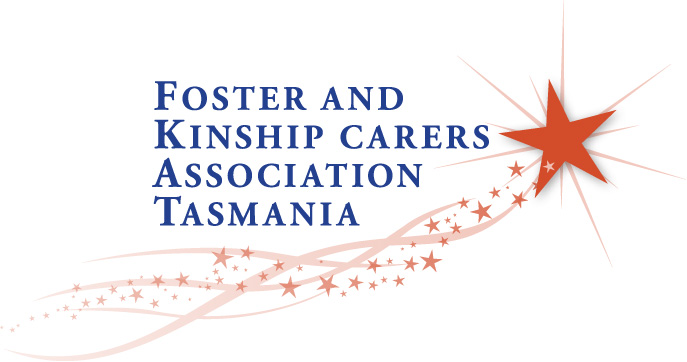 FOSTER AND
KINSHIP CARERS
ASSOCIATION
TASMANIA